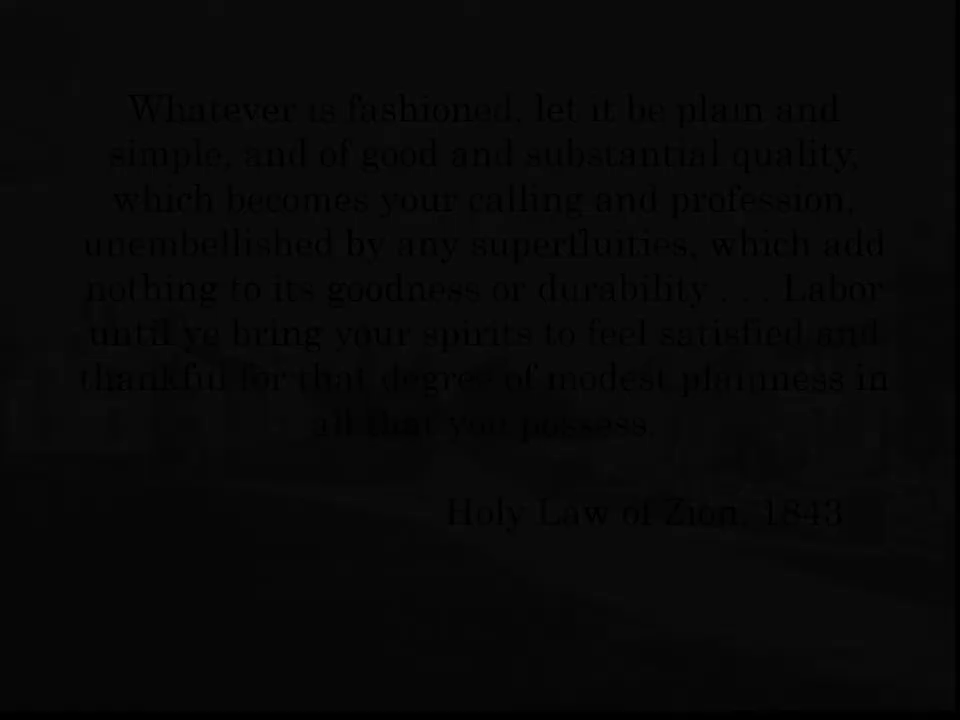 Whatever is fashioned, let it be plain and
simple, and of good and substantial quality,
which becomes your calling and profession,
unembellished by any superfluities, which add
nothing to its goodness or durability . . . Labor
until ye bring your spirits to feel satisfied and
thankful for that degree of modest plainness in
all that you possess.
Holy Law of Zion, 1843